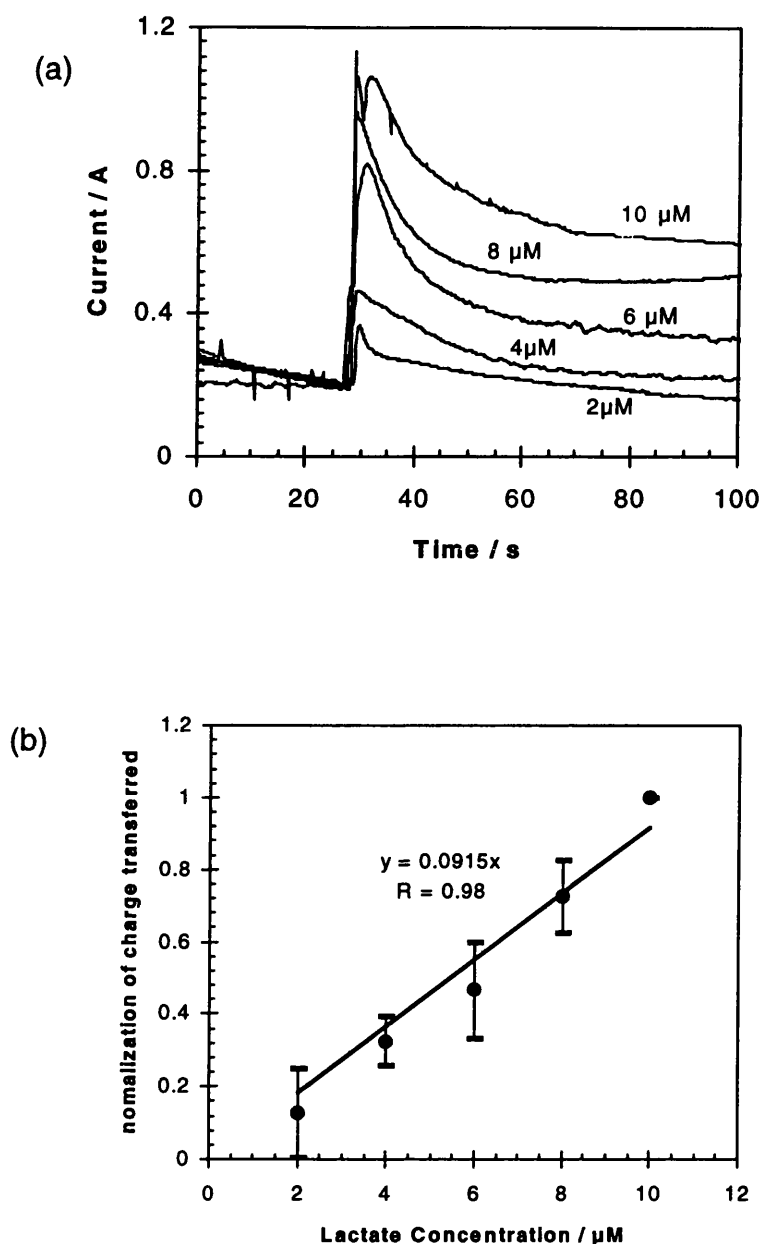 (a)
1.2
0.8
0.4
0
Current / A
10 µM
8 µM
6 µM
4µM
2µM
0 20 40 60 80 100
Time / s
(b)
1.2
1
0.8
0.6
0.4
0.2
0
nomalization of charge transferred
y = 0.0915x
R = 0.98
0 2 4 6 8 10 12
Lactate Concentration / µM